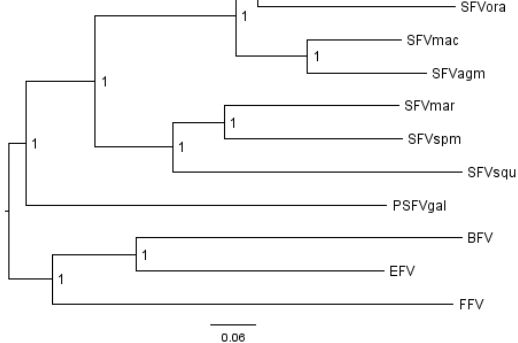 1
SFVora
SFVmac
1
SFVagm
1
SFVmar
1
SFVspm
1
SFVsqu
1
PSFVgal
BFV
1
EFV
1
FFV
0.06